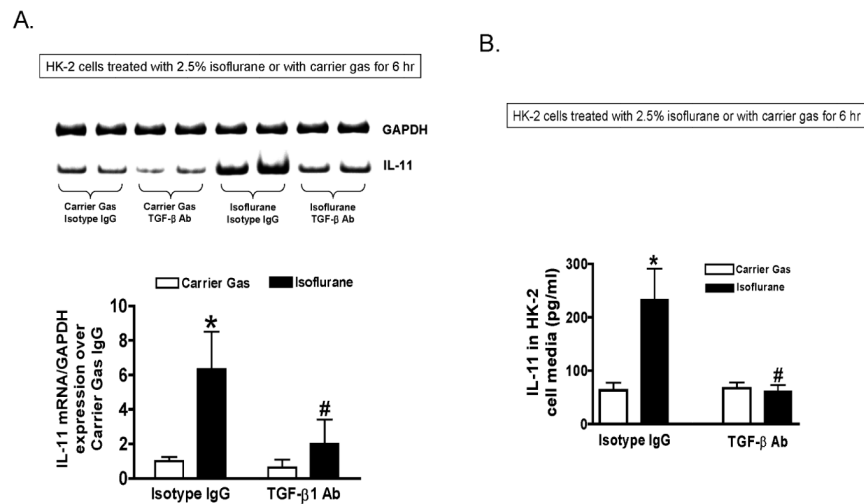 A.
HK-2 cells treated with 2.5% isoflurane or with carrier gas for 6 hr
GAPDH
IL-11
Carrier Gas
Isotype IgG
Carrier Gas
TGF-β Ab
Isoflurane
Isotype IgG
Isoflurane
TGF-β Ab
Carrier Gas
Isoflurane
IL-11 mRNA/GAPDH
expression over
Carrier Gas IgG
10
8
6
4
2
0
*
#
Isotype IgG
TGF-β1 Ab
B.
HK-2 cells treated with 2.5% isoflurane or with carrier gas for 6 hr
Carrier Gas
Isoflurane
IL-11 in HK-2
cell media (pg/ml)
300
200
100
0
*
#
Isotype IgG
TGF-β Ab